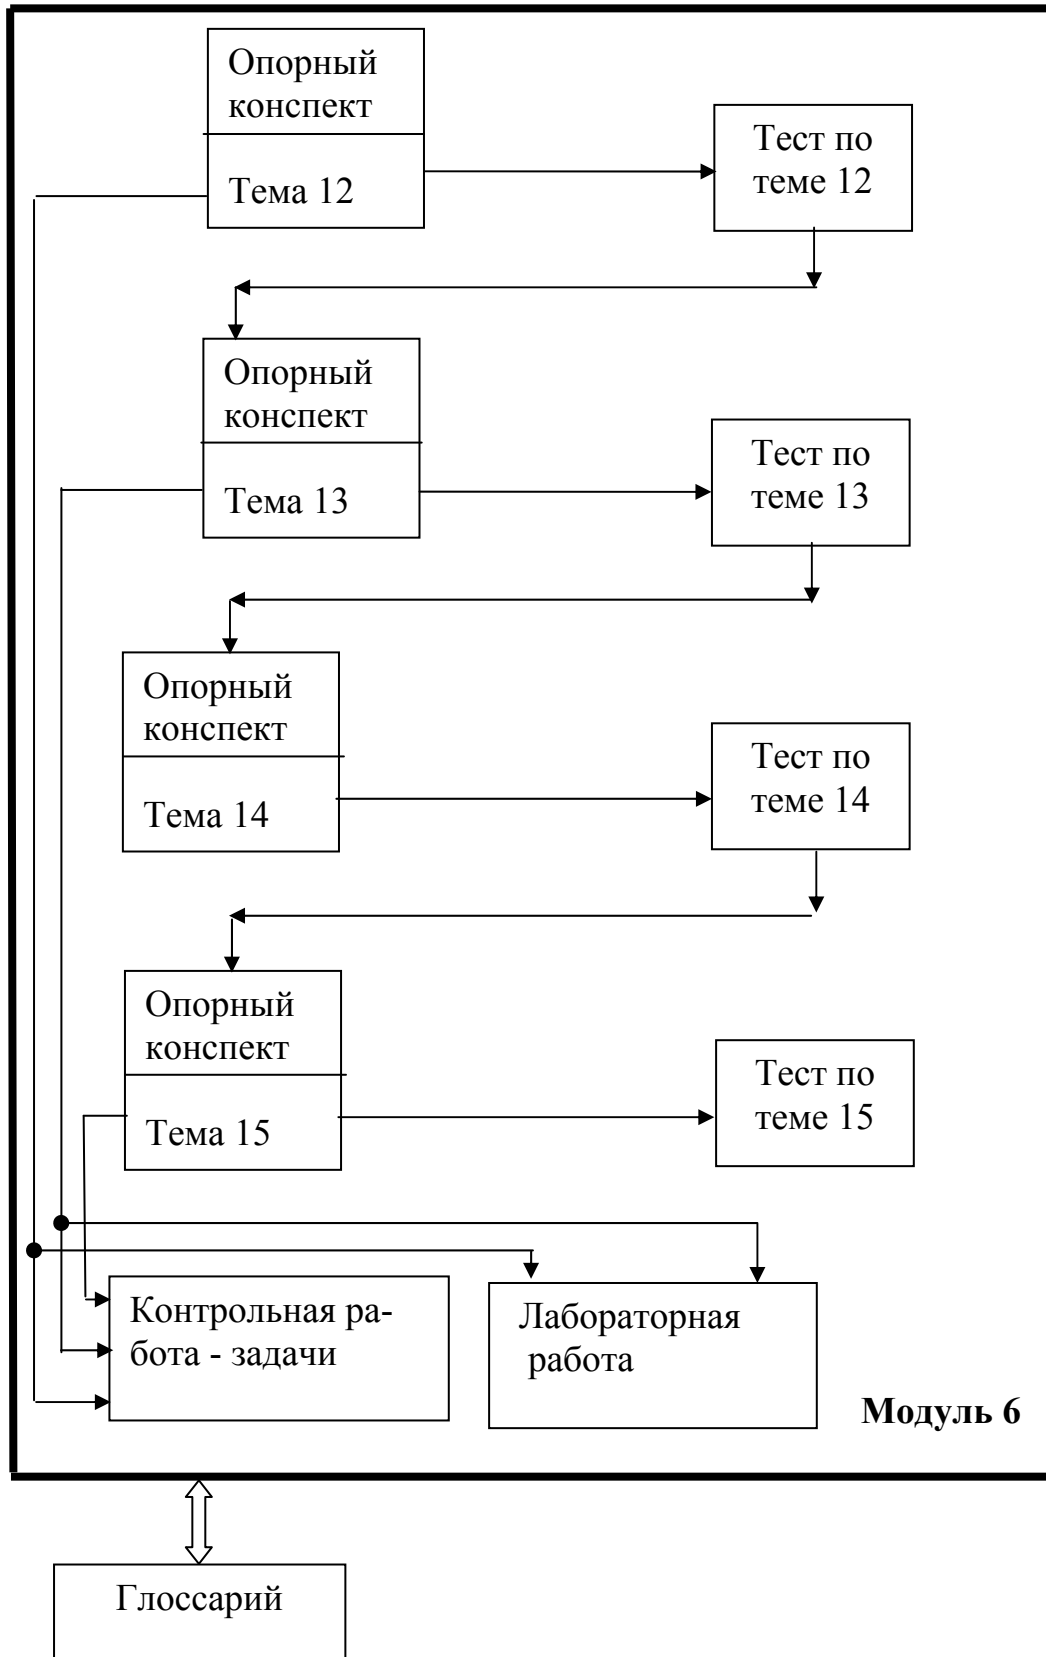 Опорный
конспект
Тема 12
Тест по
теме 12
Опорный
конспект
Тема 13
Тест по
теме 13
Опорный
конспект
Тема 14
Тест по
теме 14
Опорный
конспект
Тема 15
Тест по
теме 15
Контрольная ра-
бота - задачи
Лабораторная
работа
Модуль 6
Глоссарий